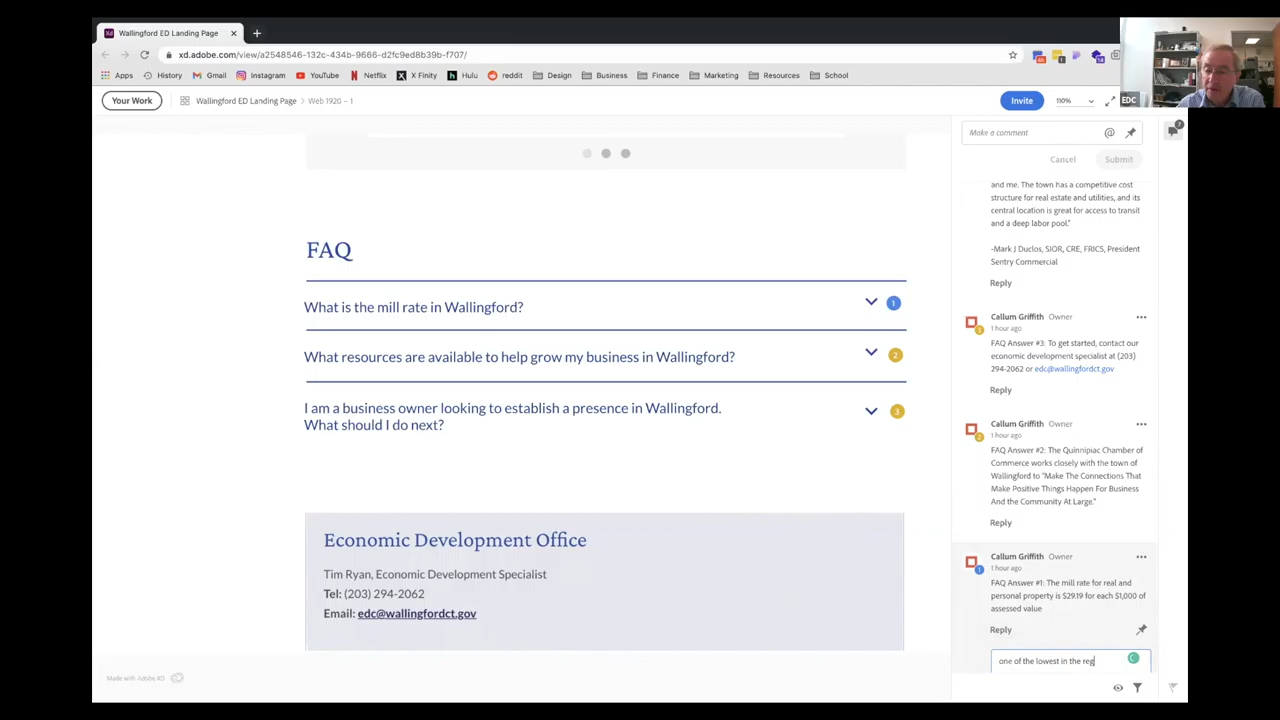 Wallingford ED Landing Page
xd.adobe.com/view/a2548546-132c-434b-9666-d2fc9ed8b39b-f707/
Apps History Gmail Instagram YouTube Netflix X Finity Hulu reddit Design Business Finance Marketing Resources School
EDC
Your Work Wallingford ED Landing Page > Web 1920 – 1 Invite 110%
FAQ
What is the mill rate in Wallingford?
1
What resources are available to help grow my business in Wallingford?
2
I am a business owner looking to establish a presence in Wallingford.
What should I do next?
3
Economic Development Office
Tim Ryan, Economic Development Specialist
Tel: (203) 294-2062
Email: edc@wallingfordct.gov
Made with Adobe XD
Make a comment @
7
Cancel Submit
and me. The town has a competitive cost
structure for real estate and utilities, and its
central location is great for access to transit
and a deep labor pool."
-Mark J Duclos, SIOR, CRE, FRICS, President
Sentry Commercial
Reply
Callum Griffith Owner
1 hour ago
3
FAQ Answer #3: To get started, contact our
economic development specialist at (203)
294-2062 or edc@wallingfordct.gov
Reply
Callum Griffith Owner
1 hour ago
2
FAQ Answer #2: The Quinnipiac Chamber of
Commerce works closely with the town of
Wallingford to "Make The Connections That
Make Positive Things Happen For Business
And the Community At Large."
Reply
Callum Griffith Owner
1 hour ago
1
FAQ Answer #1: The mill rate for real and
personal property is $29.19 for each $1,000 of
assessed value
Reply
one of the lowest in the reg